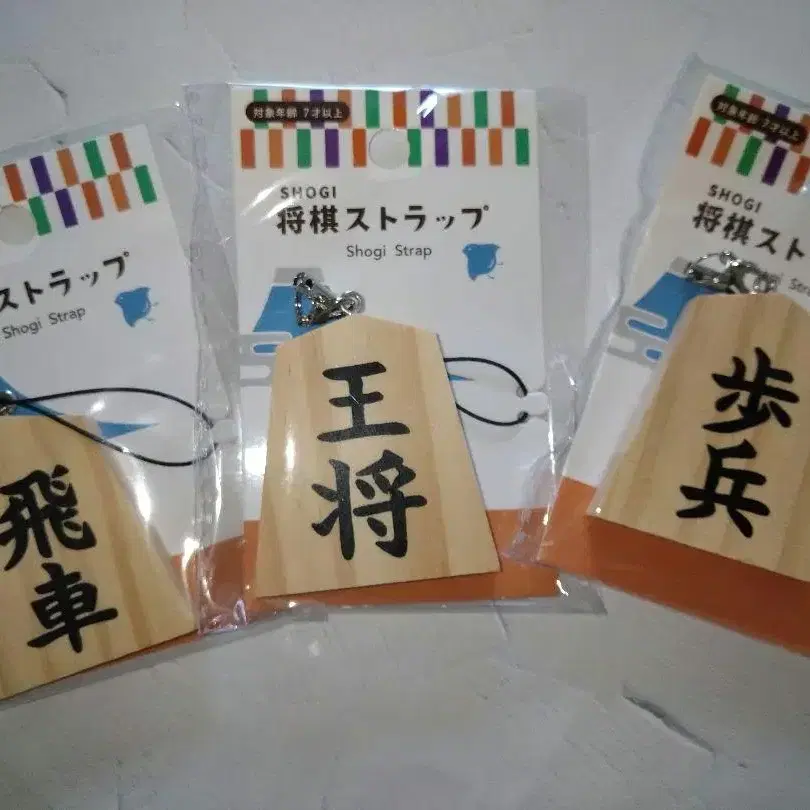 ストラップ
Shogi Strap
飛
車
対象年齢 7才以上
SHOGI
将棋ストラップ
Shogi Strap
王
将
対象年齢 7才以上
SHOGI
将棋スト
Shogi Stra
歩
兵